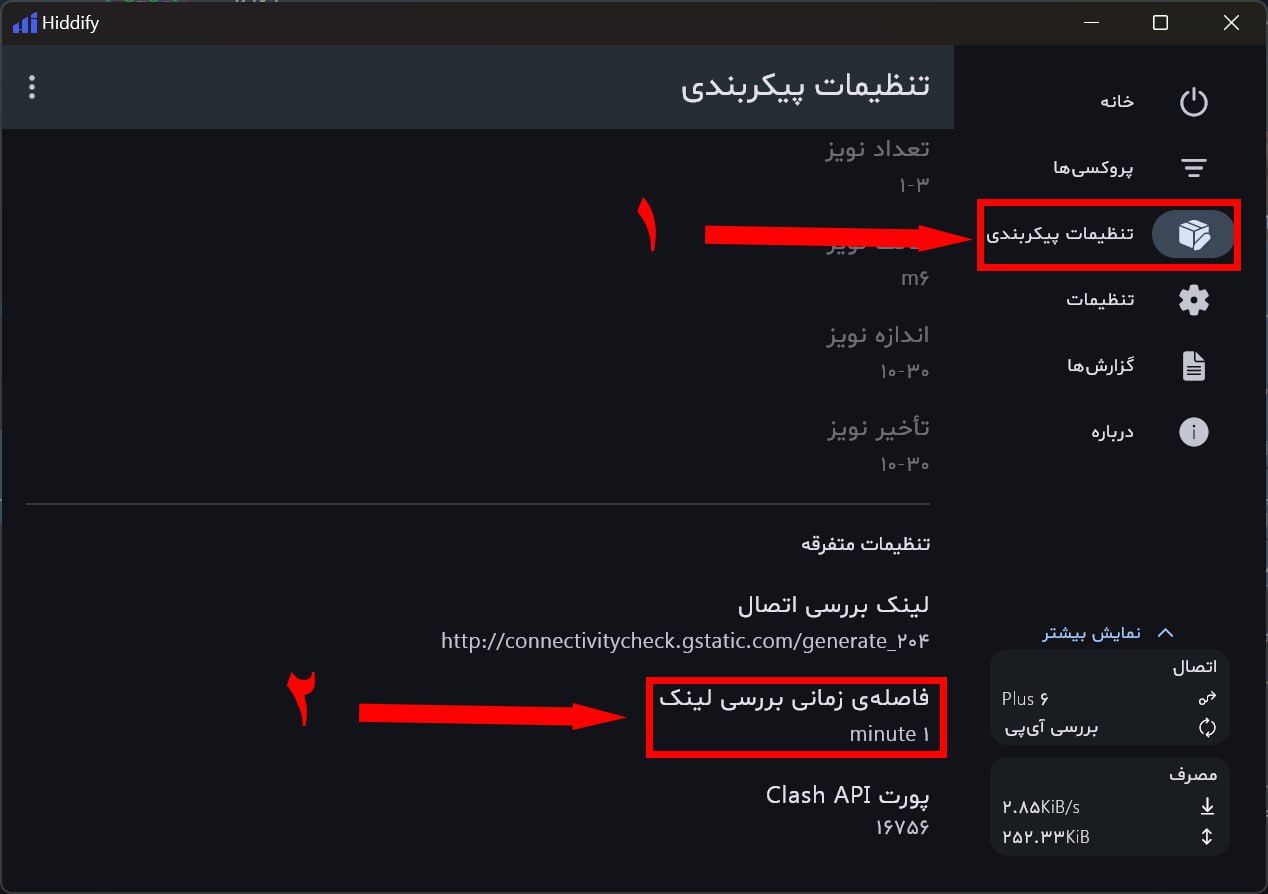 Hiddify
تنظیمات پیکربندی
خانه
پروکسی‌ها
تنظیمات پیکربندی
تنظیمات
گزارش‌ها
درباره
تعداد نویز
۱-۳
۱
نویز
m۶
اندازه نویز
۱۰-۳۰
تأخیر نویز
۱۰-۳۰
تنظیمات متفرقه
لینک بررسی اتصال
http://connectivitycheck.gstatic.com/generate_۲۰۴
۲
فاصله‌ی زمانی بررسی لینک
minute ۱
پورت Clash API
۱۶۷۵۶
نمایش بیشتر
اتصال
Plus ۶
بررسی آی‌پی
مصرف
۲.۸۵KiB/s
۲۵۲.۳۳KiB